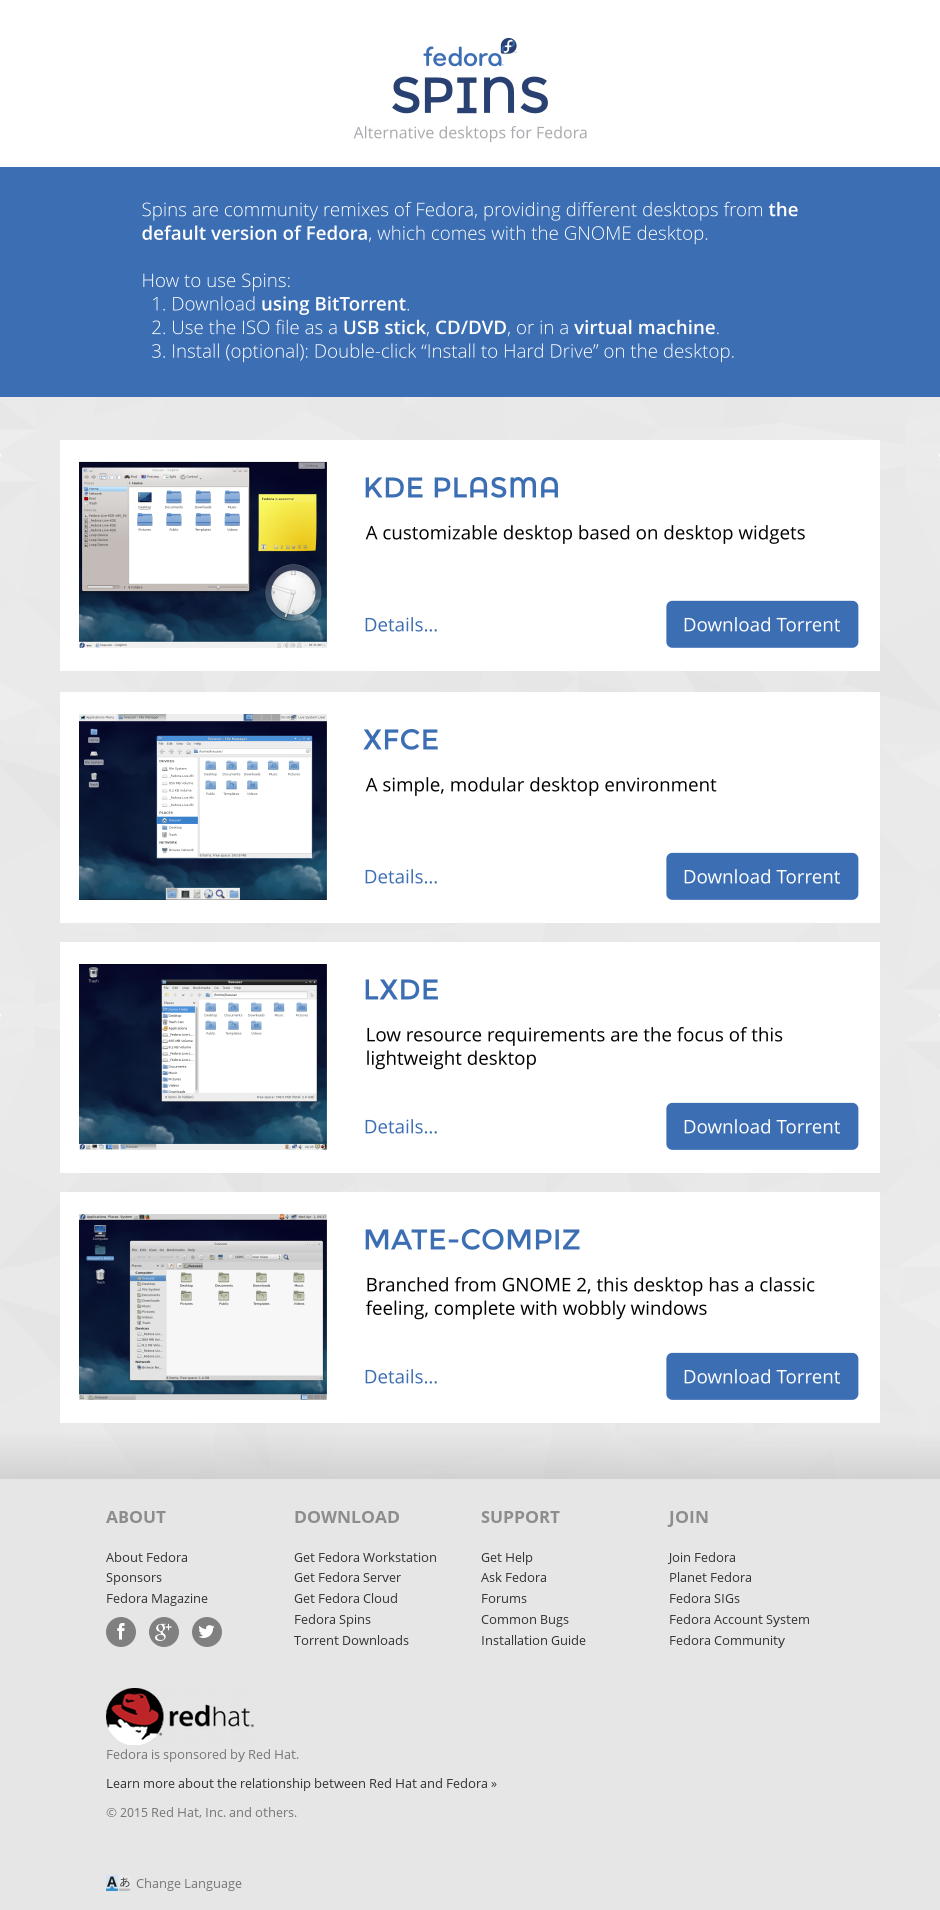 fedora
SPINS
Alternative desktops for Fedora
Spins are community remixes of Fedora, providing different desktops from the
default version of Fedora, which comes with the GNOME desktop.
How to use Spins:
1. Download using BitTorrent.
2. Use the ISO file as a USB stick, CD/DVD, or in a virtual machine.
3. Install (optional): Double-click “Install to Hard Drive” on the desktop.
KDE PLASMA
A customizable desktop based on desktop widgets
Details...
Download Torrent
XFCE
A simple, modular desktop environment
Details...
Download Torrent
LXDE
Low resource requirements are the focus of this
lightweight desktop
Details...
Download Torrent
MATE-COMPIZ
Branched from GNOME 2, this desktop has a classic
feeling, complete with wobbly windows
Details...
Download Torrent
ABOUT
About Fedora
Sponsors
Fedora Magazine
DOWNLOAD
Get Fedora Workstation
Get Fedora Server
Get Fedora Cloud
Fedora Spins
Torrent Downloads
SUPPORT
Get Help
Ask Fedora
Forums
Common Bugs
Installation Guide
JOIN
Join Fedora
Planet Fedora
Fedora SIGs
Fedora Account System
Fedora Community
redhat.
Fedora is sponsored by Red Hat.
Learn more about the relationship between Red Hat and Fedora »
© 2015 Red Hat, Inc. and others.
Aあ Change Language